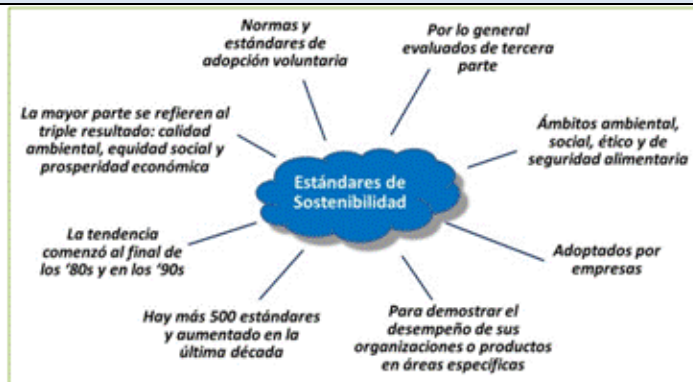 Normas y
estándares de
adopción voluntaria
Por lo general
evaluados de tercera
parte
La mayor parte se refieren al
triple resultado: calidad
ambiental, equidad social y
prosperidad económica
Ámbitos ambiental,
social, ético y de
seguridad alimentaria
Estándares de
Sostenibilidad
La tendencia
comenzó al final de
los '80s y en los '90s
Adoptados por
empresas
Hay más 500 estándares
y aumentado en la
última década
Para demostrar el
desempeño de sus
organizaciones o productos
en áreas específicas